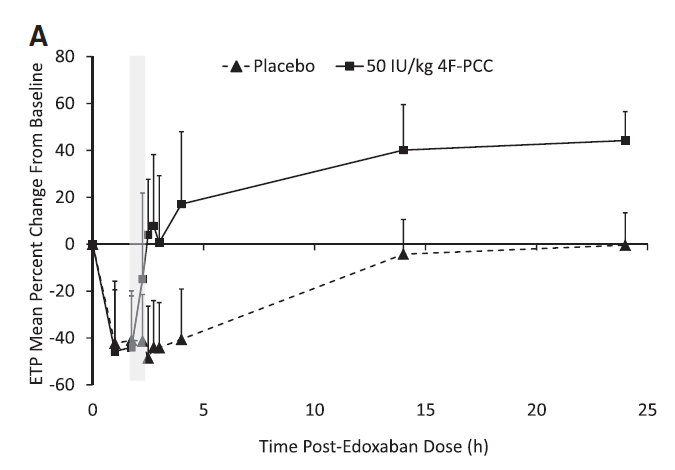 A
80
60
40
20
0
-20
-40
-60
ETP Mean Percent Change From Baseline
Placebo
50 IU/kg 4F-PCC
0 5 10 15 20 25
Time Post-Edoxaban Dose (h)